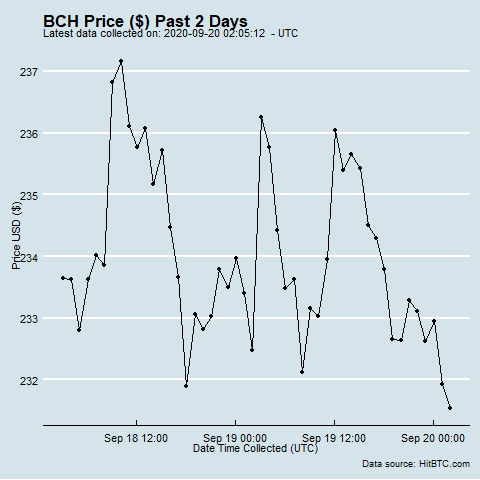 BCH Price ($) Past 2 Days
Latest data collected on: 2020-09-20 02:05:12  - UTC
237
236
235
234
233
232
Price USD ($)
Sep 18 12:00 Sep 19 00:00 Sep 19 12:00 Sep 20 00:00
Date Time Collected (UTC)
Data source: HitBTC.com